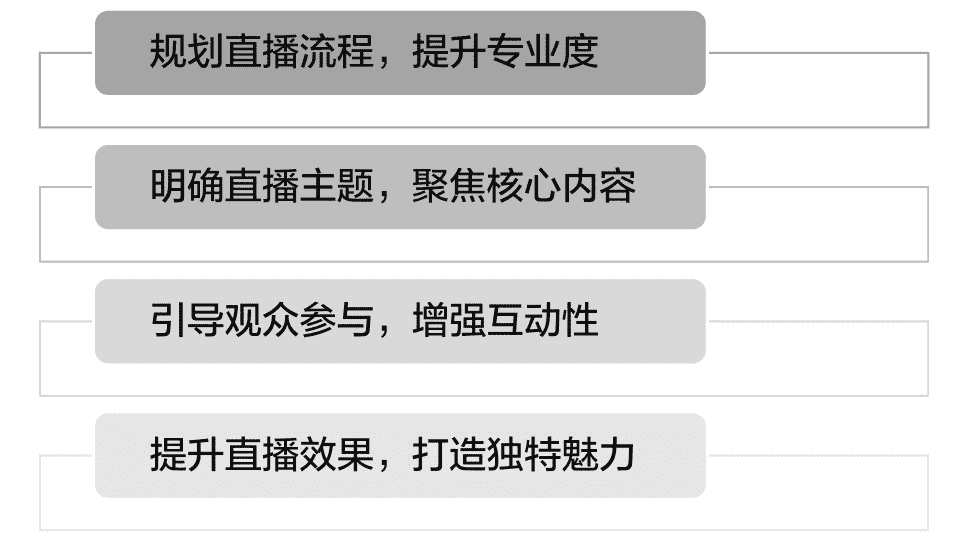 规划直播流程，提升专业度
明确直播主题，聚焦核心内容
引导观众参与，增强互动性
提升直播效果，打造独特魅力